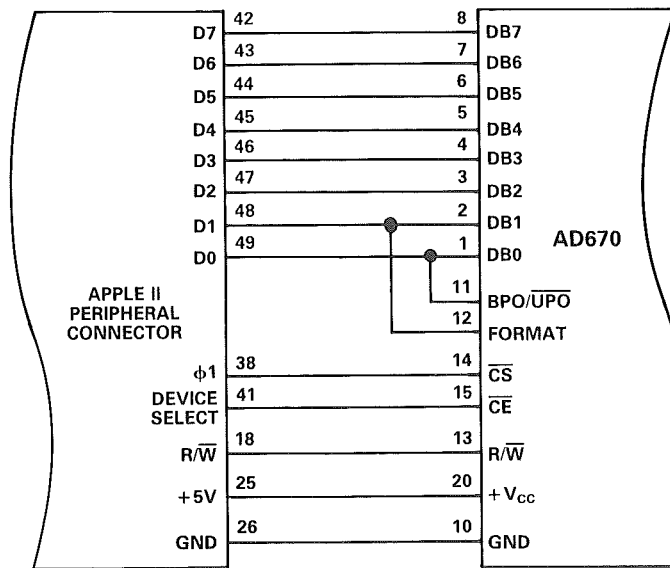 D7 42 8 DB7
D6 43 7 DB6
D5 44 6 DB5
D4 45 5 DB4
D3 46 4 DB3
D2 47 3 DB2
D1 48 2 DB1
D0 49 1 DB0
AD670
11 BPO/UPO
12 FORMAT
APPLE II
PERIPHERAL
CONNECTOR
ϕ1 38 14 CS
DEVICE
SELECT 41 15 CE
R/W 18 13 R/W
+5V 25 20 +VCC
GND 26 10 GND